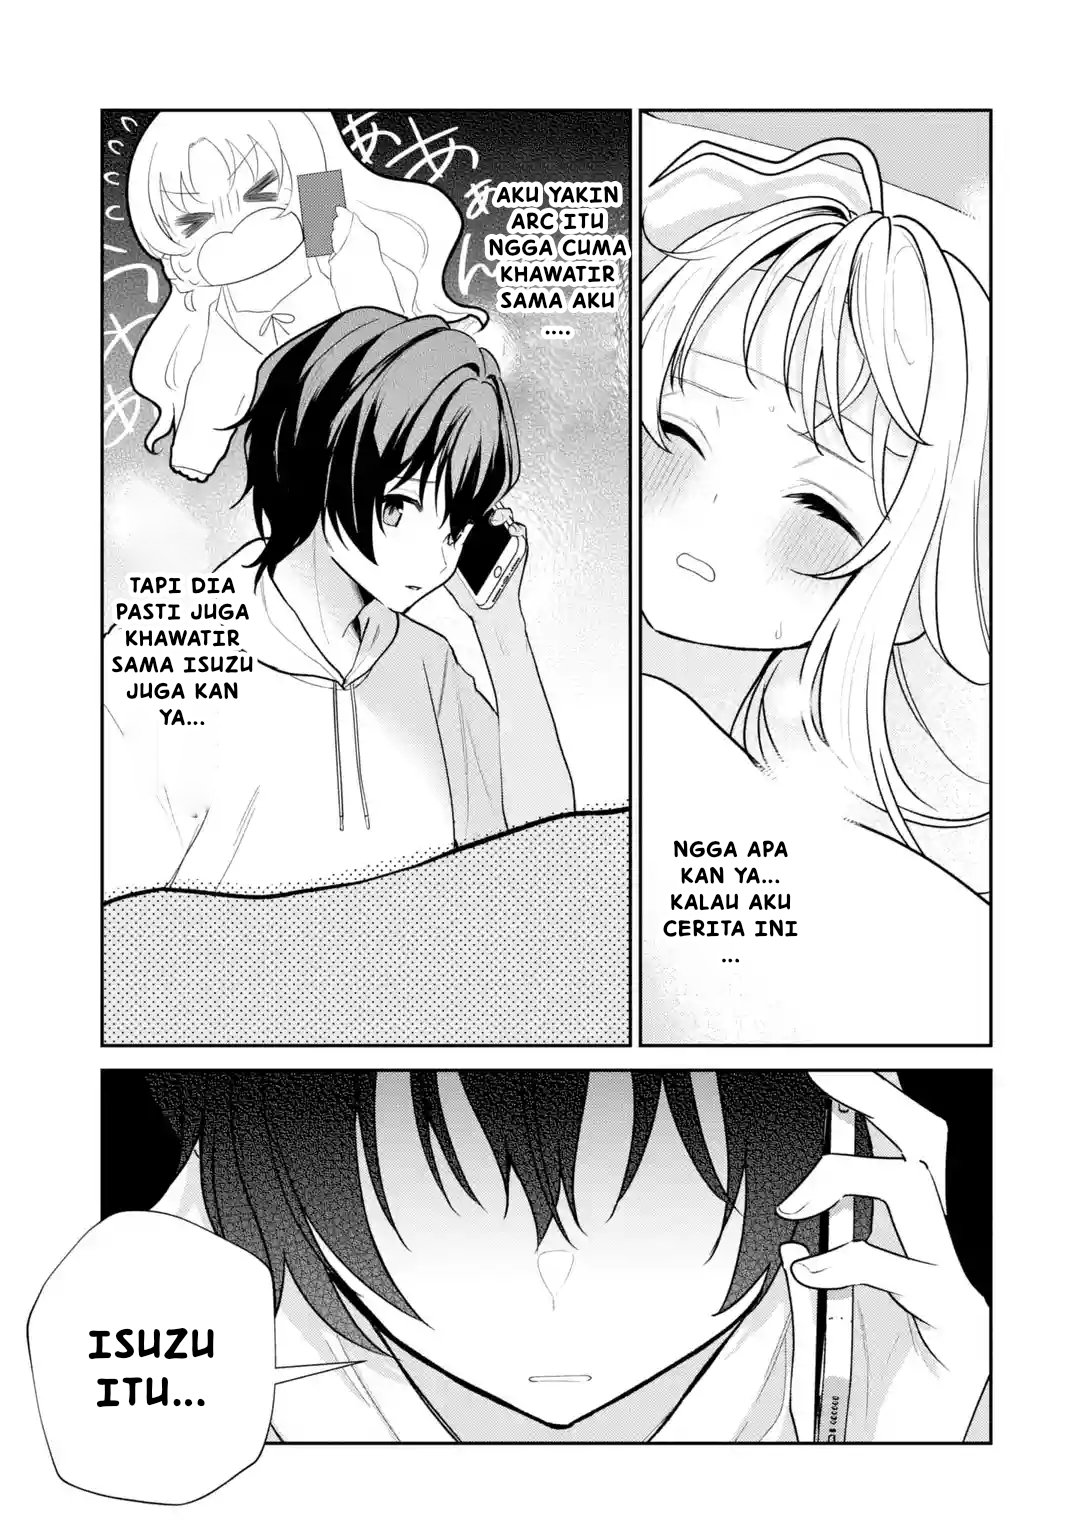 NGGA APA
KAN YA...
KALAU AKU
CERITA INI
...
AKU YAKIN
ARC ITU
NGGA CUMA
KHAWATIR
SAMA AKU
....
TAPI DIA
PASTI JUGA
KHAWATIR
SAMA ISUZU
JUGA KAN
YA...
ISUZU
ITU...